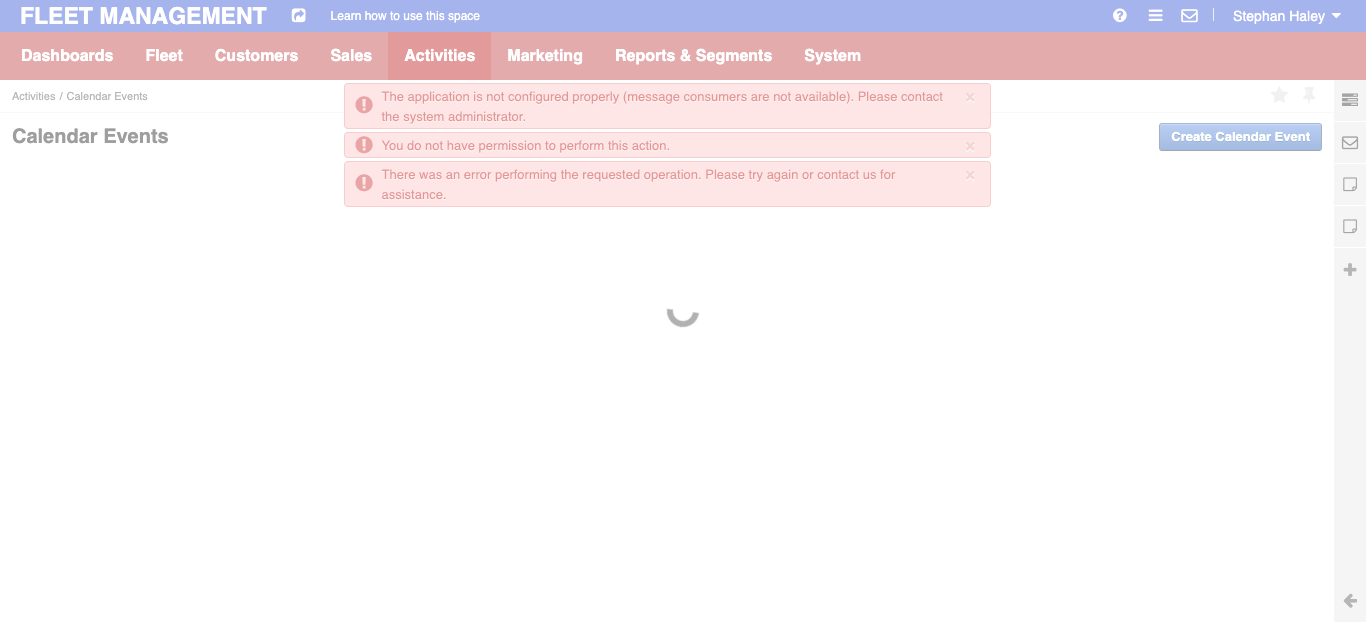 FLEET MANAGEMENT
Learn how to use this space
Stephan Haley
Dashboards
Fleet
Customers
Sales
Activities
Marketing
Reports & Segments
System
Activities / Calendar Events
The application is not configured properly (message consumers are not available). Please contact
the system administrator.
×
Calendar Events
You do not have permission to perform this action.
×
Create Calendar Event
There was an error performing the requested operation. Please try again or contact us for
assistance.
×